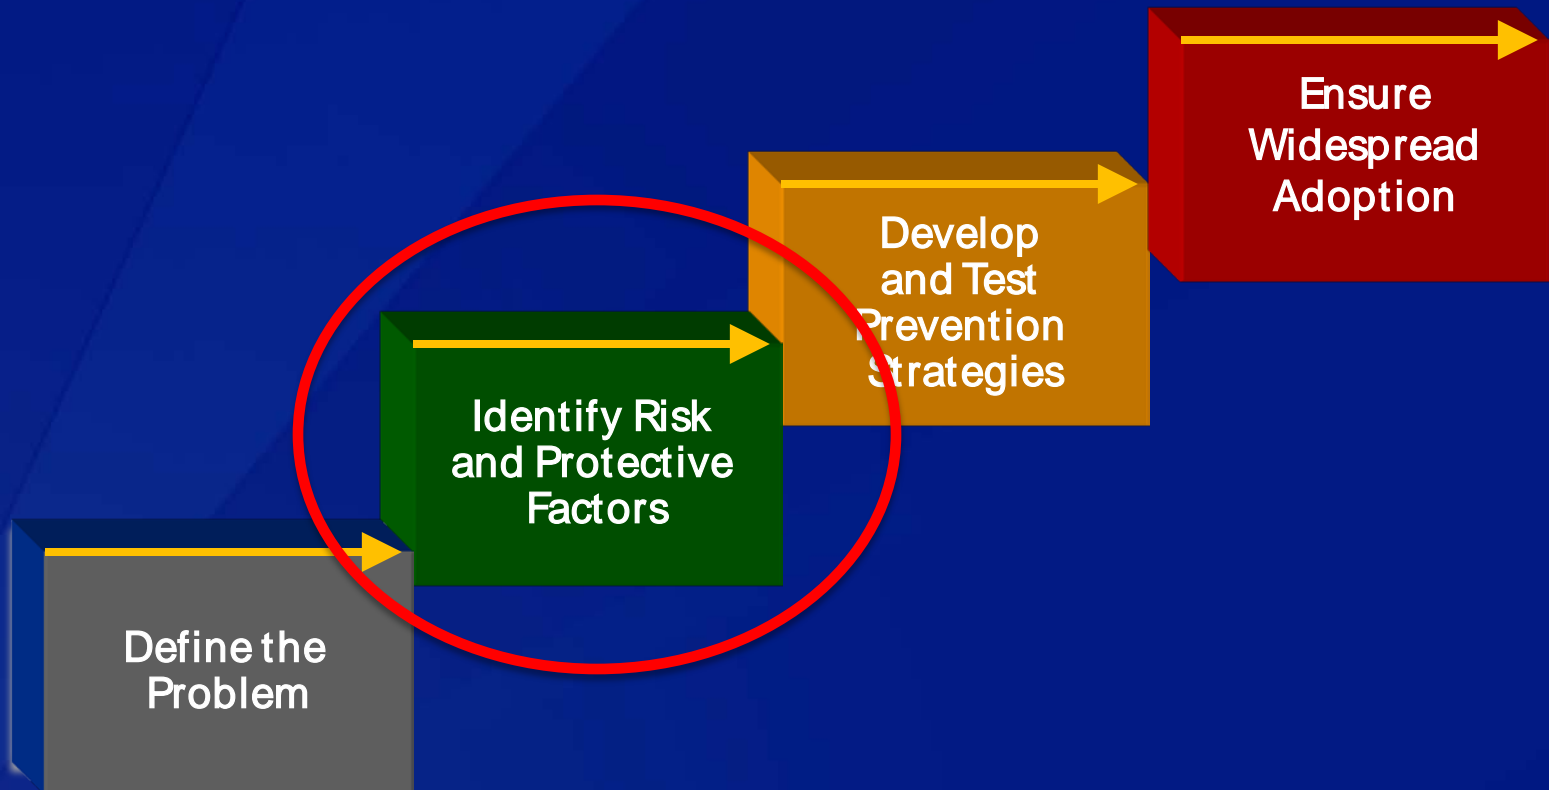 Define the
Problem
Identify Risk
and Protective
Factors
Develop
and Test
Prevention
Strategies
Ensure
Widespread
Adoption